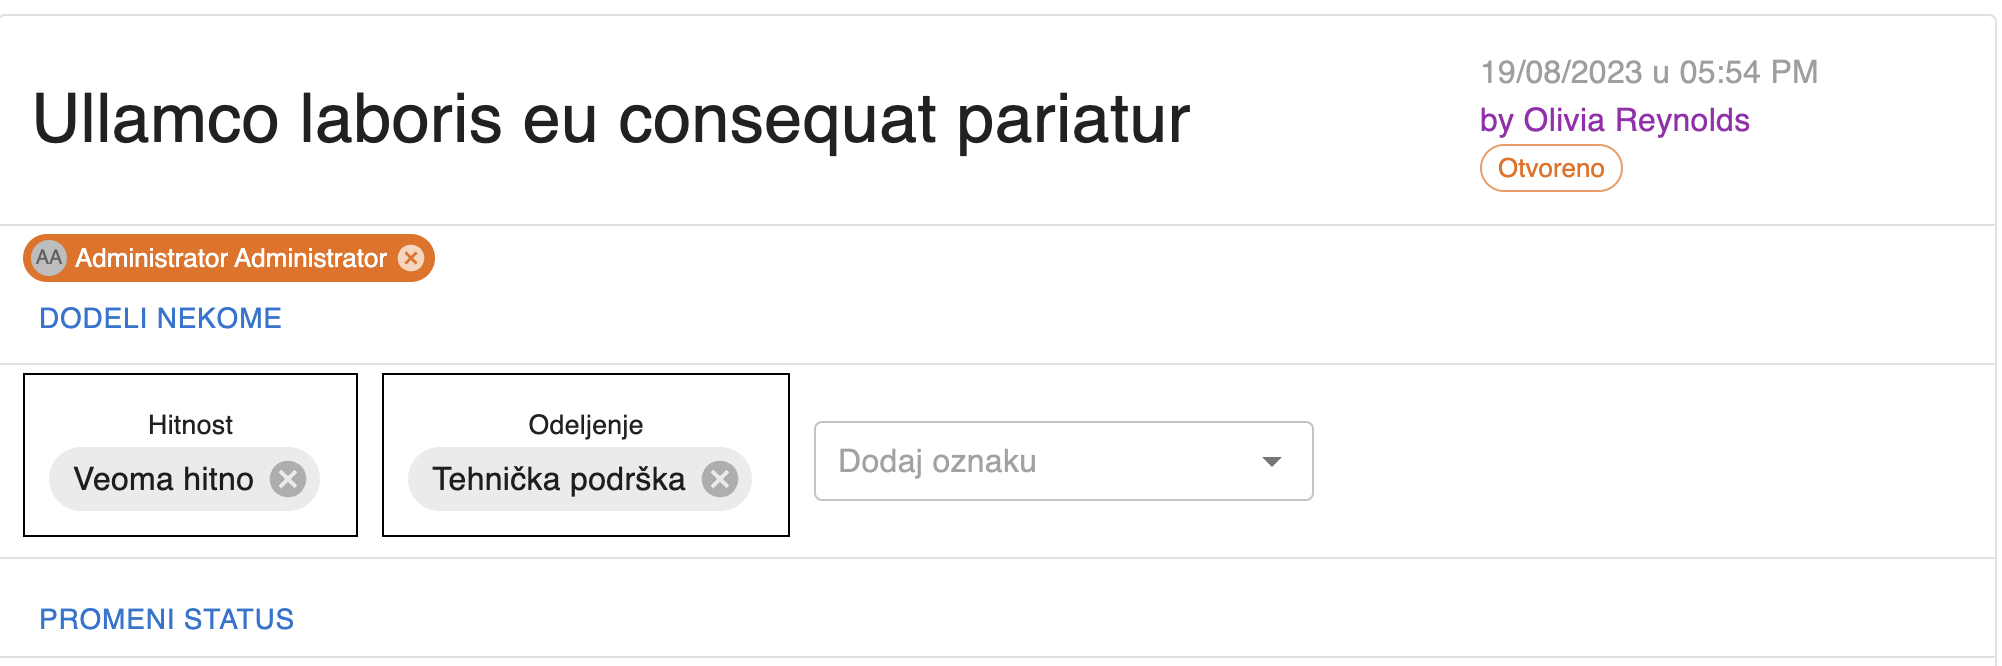 Ullamco laboris eu consequat pariatur
19/08/2023 u 05:54 PM
by Olivia Reynolds
Otvoreno
AA Administrator Administrator
DODELI NEKOME
Hitnost
Veoma hitno
Odeljenje
Tehnička podrška
Dodaj oznaku
PROMENI STATUS